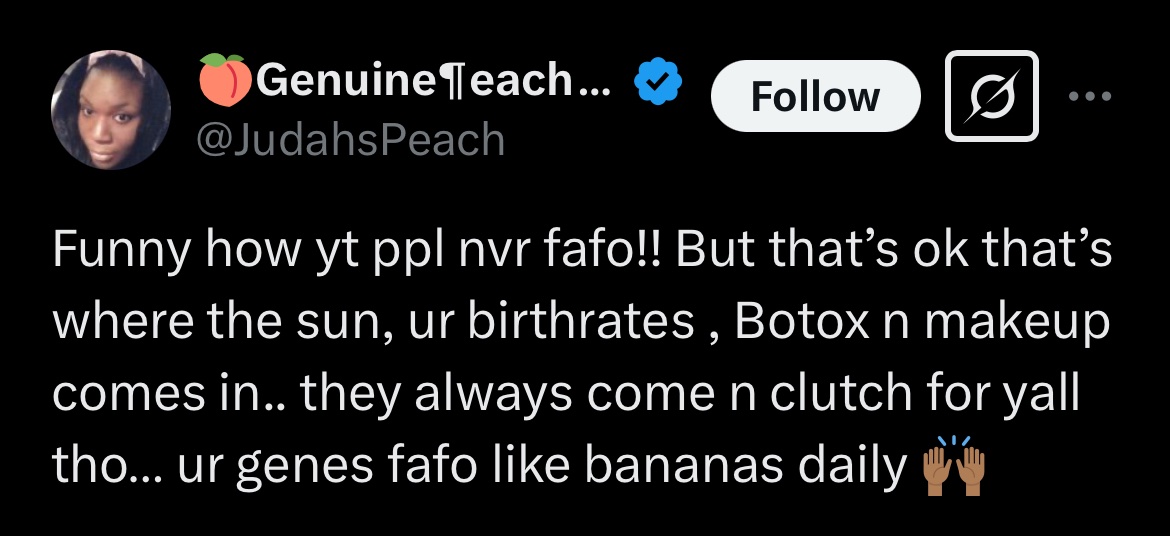 🍑Genuine¶each...
Follow
@JudahsPeach
Funny how yt ppl nvr fafo!! But that’s ok that’s
where the sun, ur birthrates , Botox n makeup
comes in.. they always come n clutch for yall
tho... ur genes fafo like bananas daily 🙌🏽